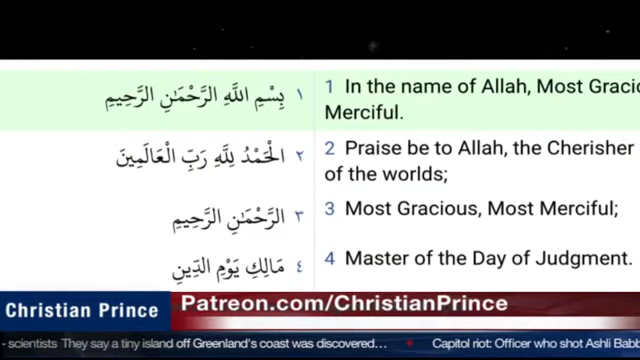 بِسْمِ اللَّهِ الرَّحْمَـٰنِ الرَّحِيمِ ١
1 In the name of Allah, Most Gracio
Merciful.
الْحَمْدُ لِلَّهِ رَبِّ الْعَالَمِينَ ٢
2 Praise be to Allah, the Cherisher
of the worlds;
الرَّحْمَـٰنِ الرَّحِيمِ ٣
3 Most Gracious, Most Merciful;
مَالِكِ يَوْمِ الدِّينِ ٤
4 Master of the Day of Judgment.
Christian Prince
Patreon.com/ChristianPrince
- scientists They say a tiny island off Greenland's coast was discovered...
Capitol riot: Officer who shot Ashli Babb